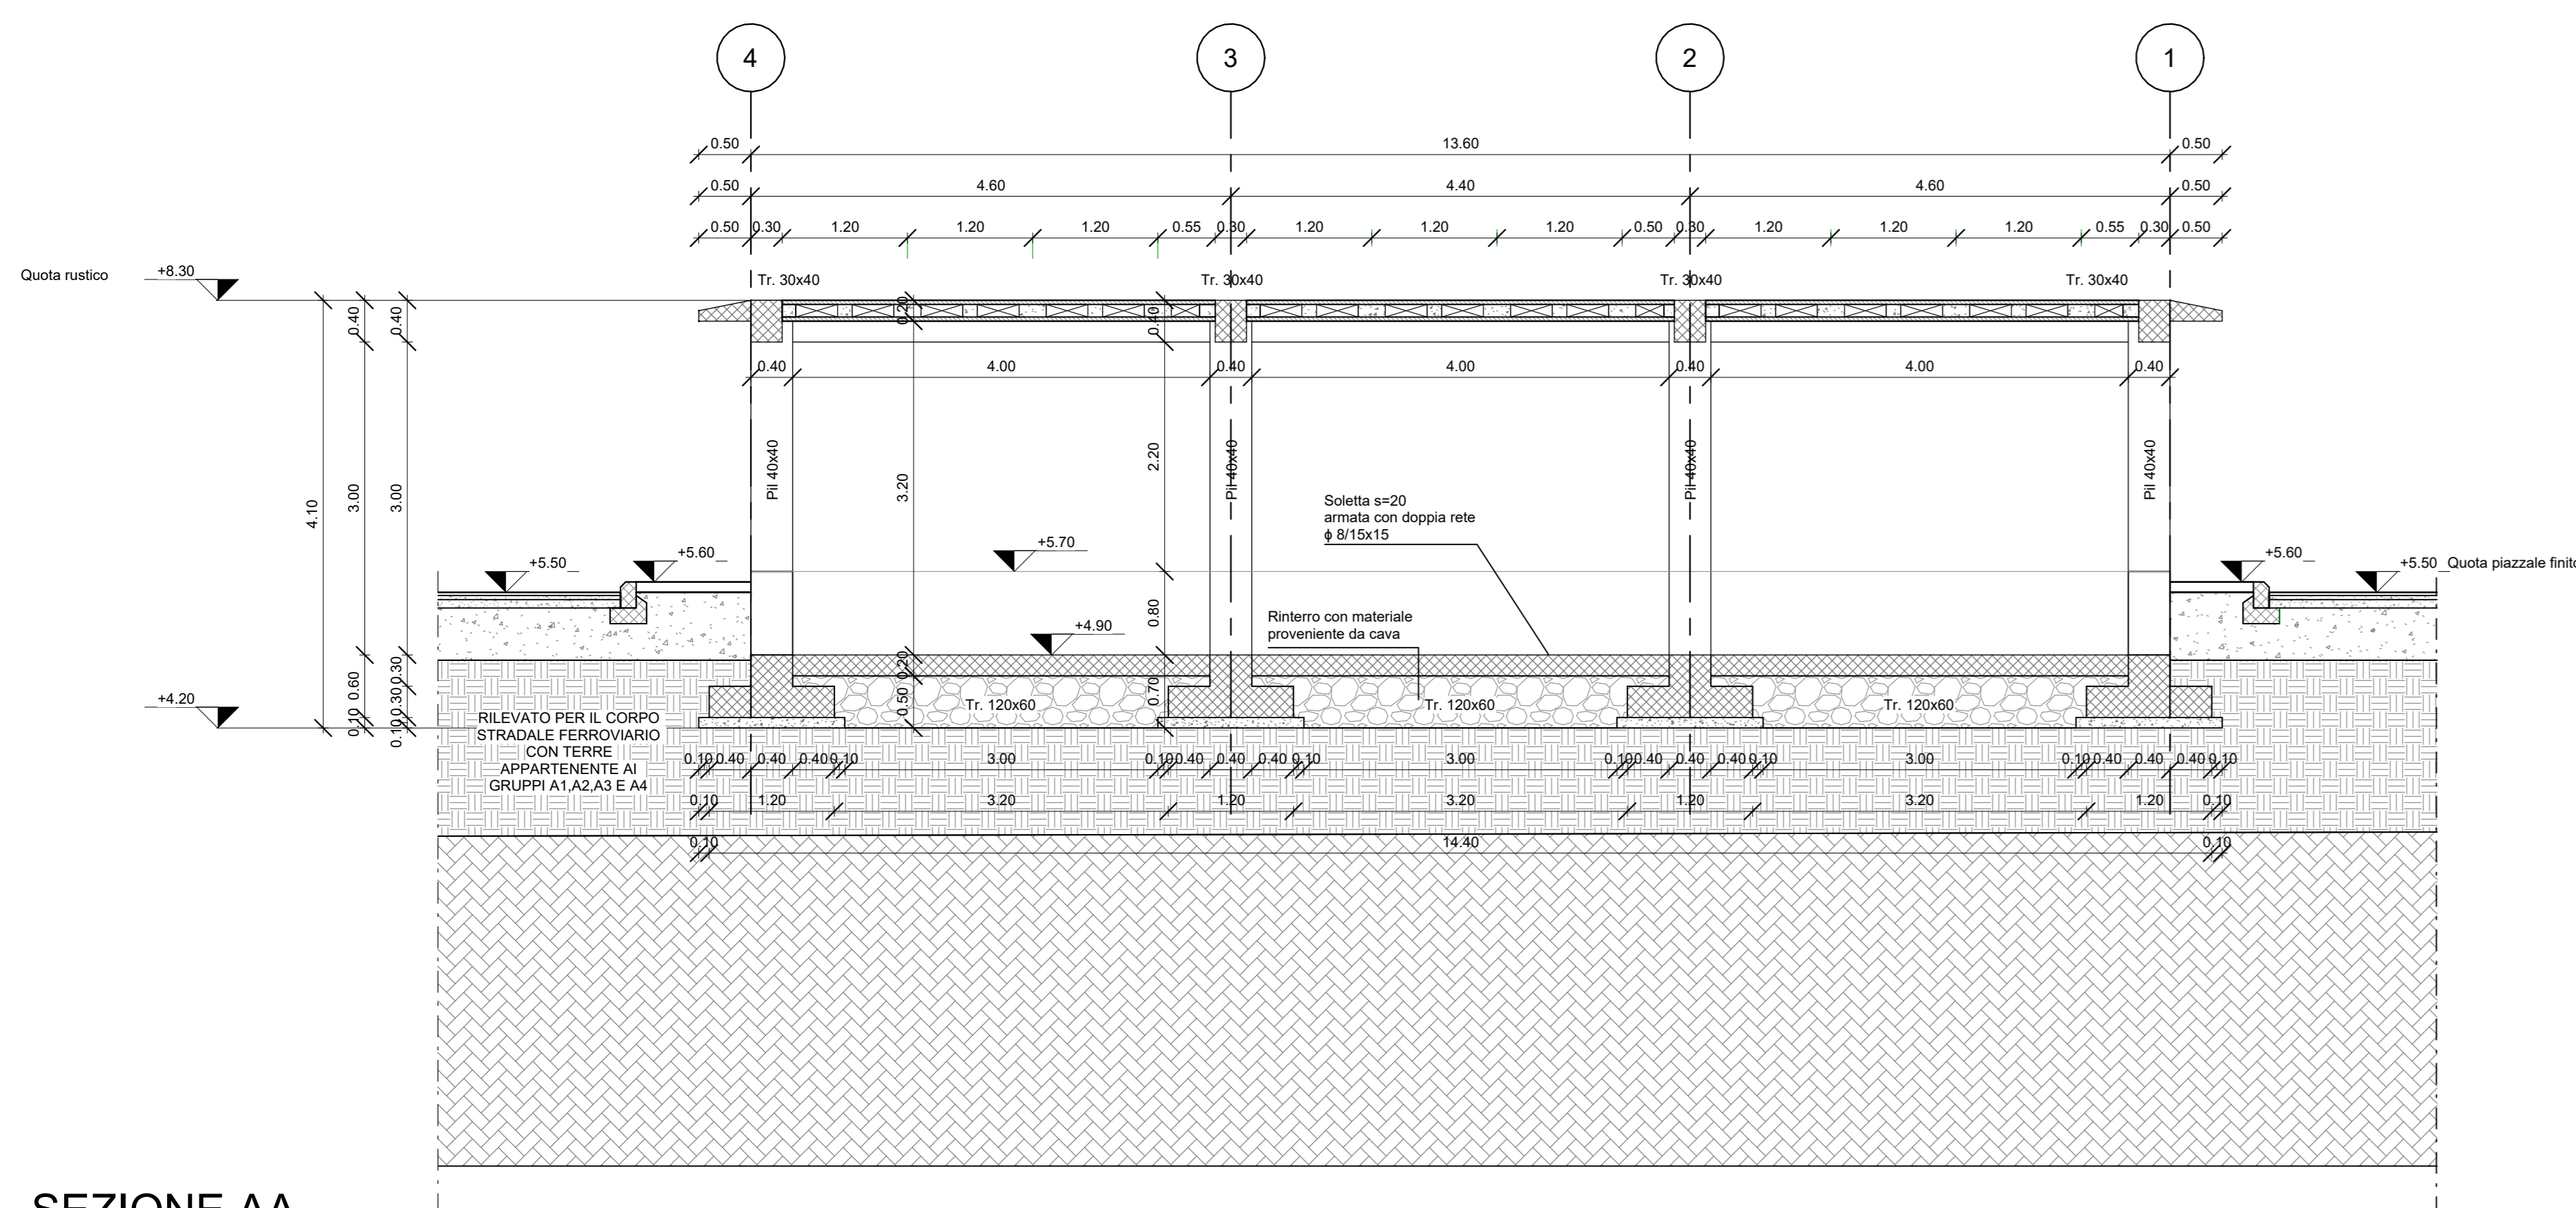 4 3 2 1
0.50 13.60 0.50
0.50 4.60 4.40 4.60 0.50
0.50 0.30 1.20 1.20 1.20 0.55 0.30 1.20 1.20 1.20 0.50 0.30 1.20 1.20 1.20 0.55 0.30 0.50
Quota rustico +8.30
Tr. 30x40 Tr. 30x40 Tr. 30x40 Tr. 30x40
0.40 0.40 0.20 0.40
0.40 4.00 0.40 4.00 0.40 4.00 0.40
Pil 40x40 Pil 40x40 Pil 40x40 Pil 40x40
4.10 3.00 3.00 3.20 2.20
Soletta s=20
armata con doppia rete
ϕ 8/15x15
+5.50 +5.60 +5.70 +5.60 +5.50 Quota piazzale finito
0.80
Rinterro con materiale
proveniente da cava
+4.90
0.60 0.30 0.20
+4.20
0.10 0.30 0.10 0.50 0.70
Tr. 120x60 Tr. 120x60 Tr. 120x60
RILEVATO PER IL CORPO
STRADALE FERROVIARIO
CON TERRE
APPARTENENTE AI
GRUPPI A1,A2,A3 E A4
0.10 0.40 0.40 0.40 0.10 3.00 0.10 0.40 0.40 0.40 0.10 3.00 0.10 0.40 0.40 0.40 0.10 3.00 0.10 0.40 0.40 0.40 0.10
0.10 1.20 3.20 1.20 3.20 1.20 3.20 1.20 0.10
0.10 14.40 0.10
SEZIONE AA